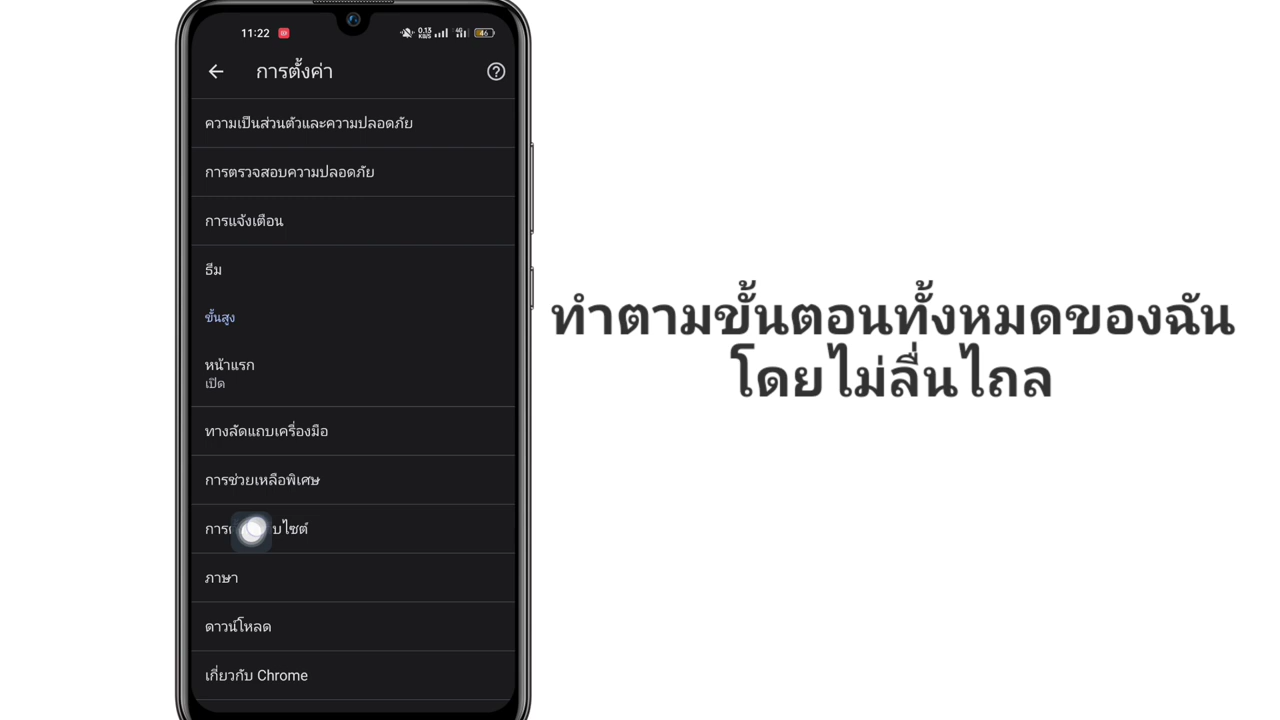 11:22
0.13
KB/S
4G
46
การตั้งค่า
ความเป็นส่วนตัวและความปลอดภัย
การตรวจสอบความปลอดภัย
การแจ้งเตือน
ธีม
ขั้นสูง
หน้าแรก
เปิด
ทางลัดแถบเครื่องมือ
การช่วยเหลือพิเศษ
ภาษา
ดาวน์โหลด
เกี่ยวกับ Chrome
ทำตามขั้นตอนทั้งหมดของฉัน
โดยไม่ลื่นไถล